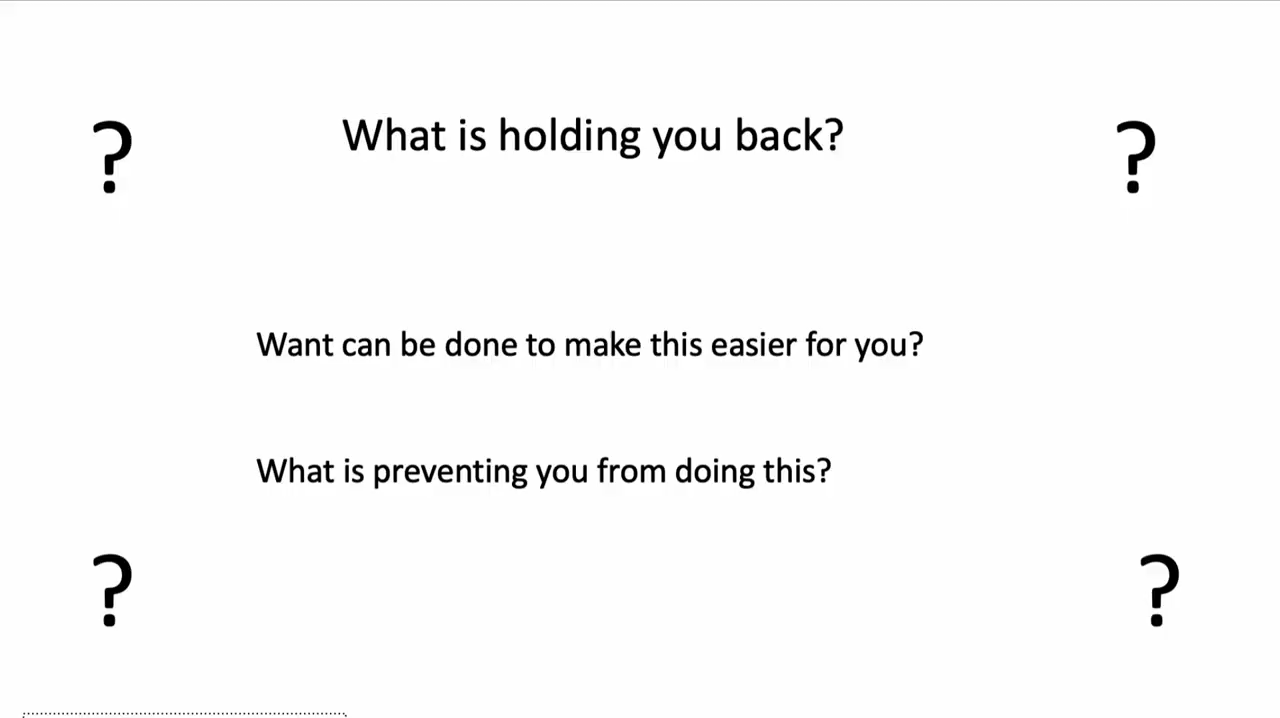 ? What is holding you back? ?
Want can be done to make this easier for you?
What is preventing you from doing this?
? ?